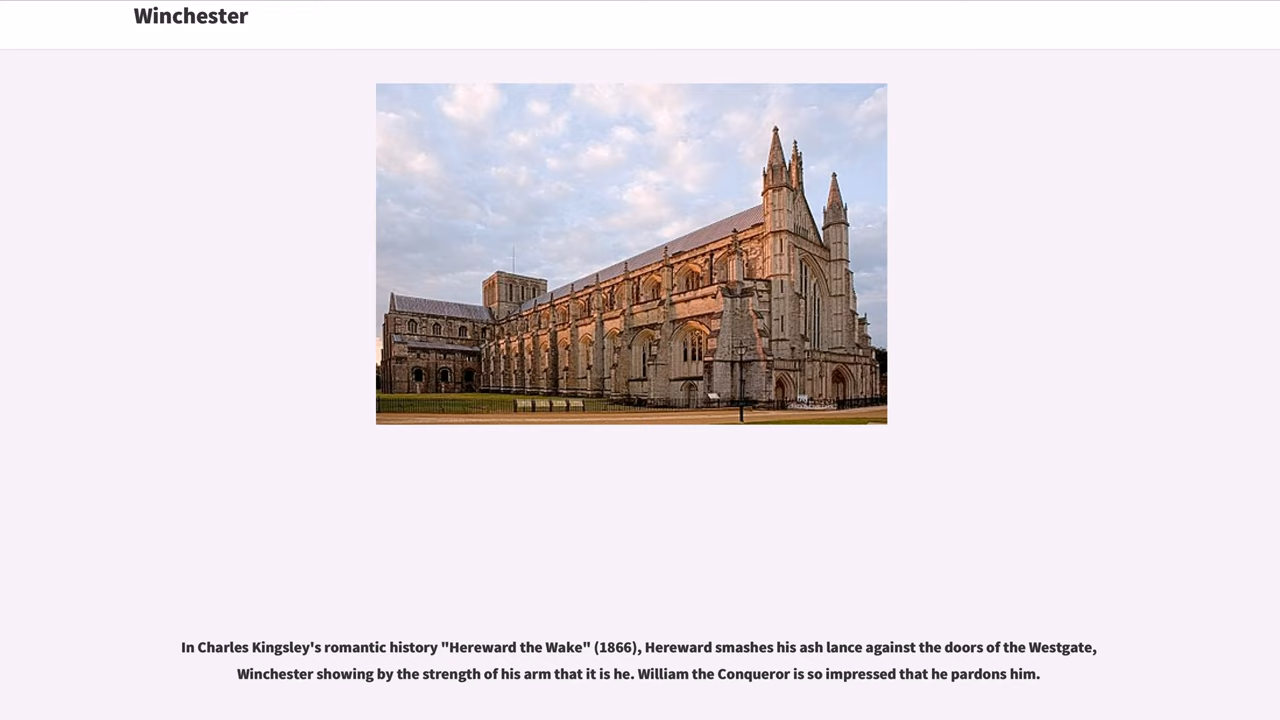 Winchester
In Charles Kingsley's romantic history "Hereward the Wake" (1866), Hereward smashes his ash lance against the doors of the Westgate,
Winchester showing by the strength of his arm that it is he. William the Conqueror is so impressed that he pardons him.